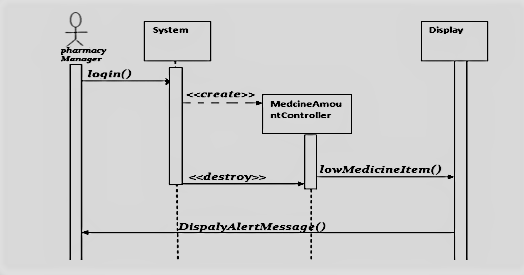 System
Display
pharmacy
Manager
login()
<<create>>
MedcineAmou
ntController
<<destroy>>
lowMedicineItem()
DispalyAlertMessage()